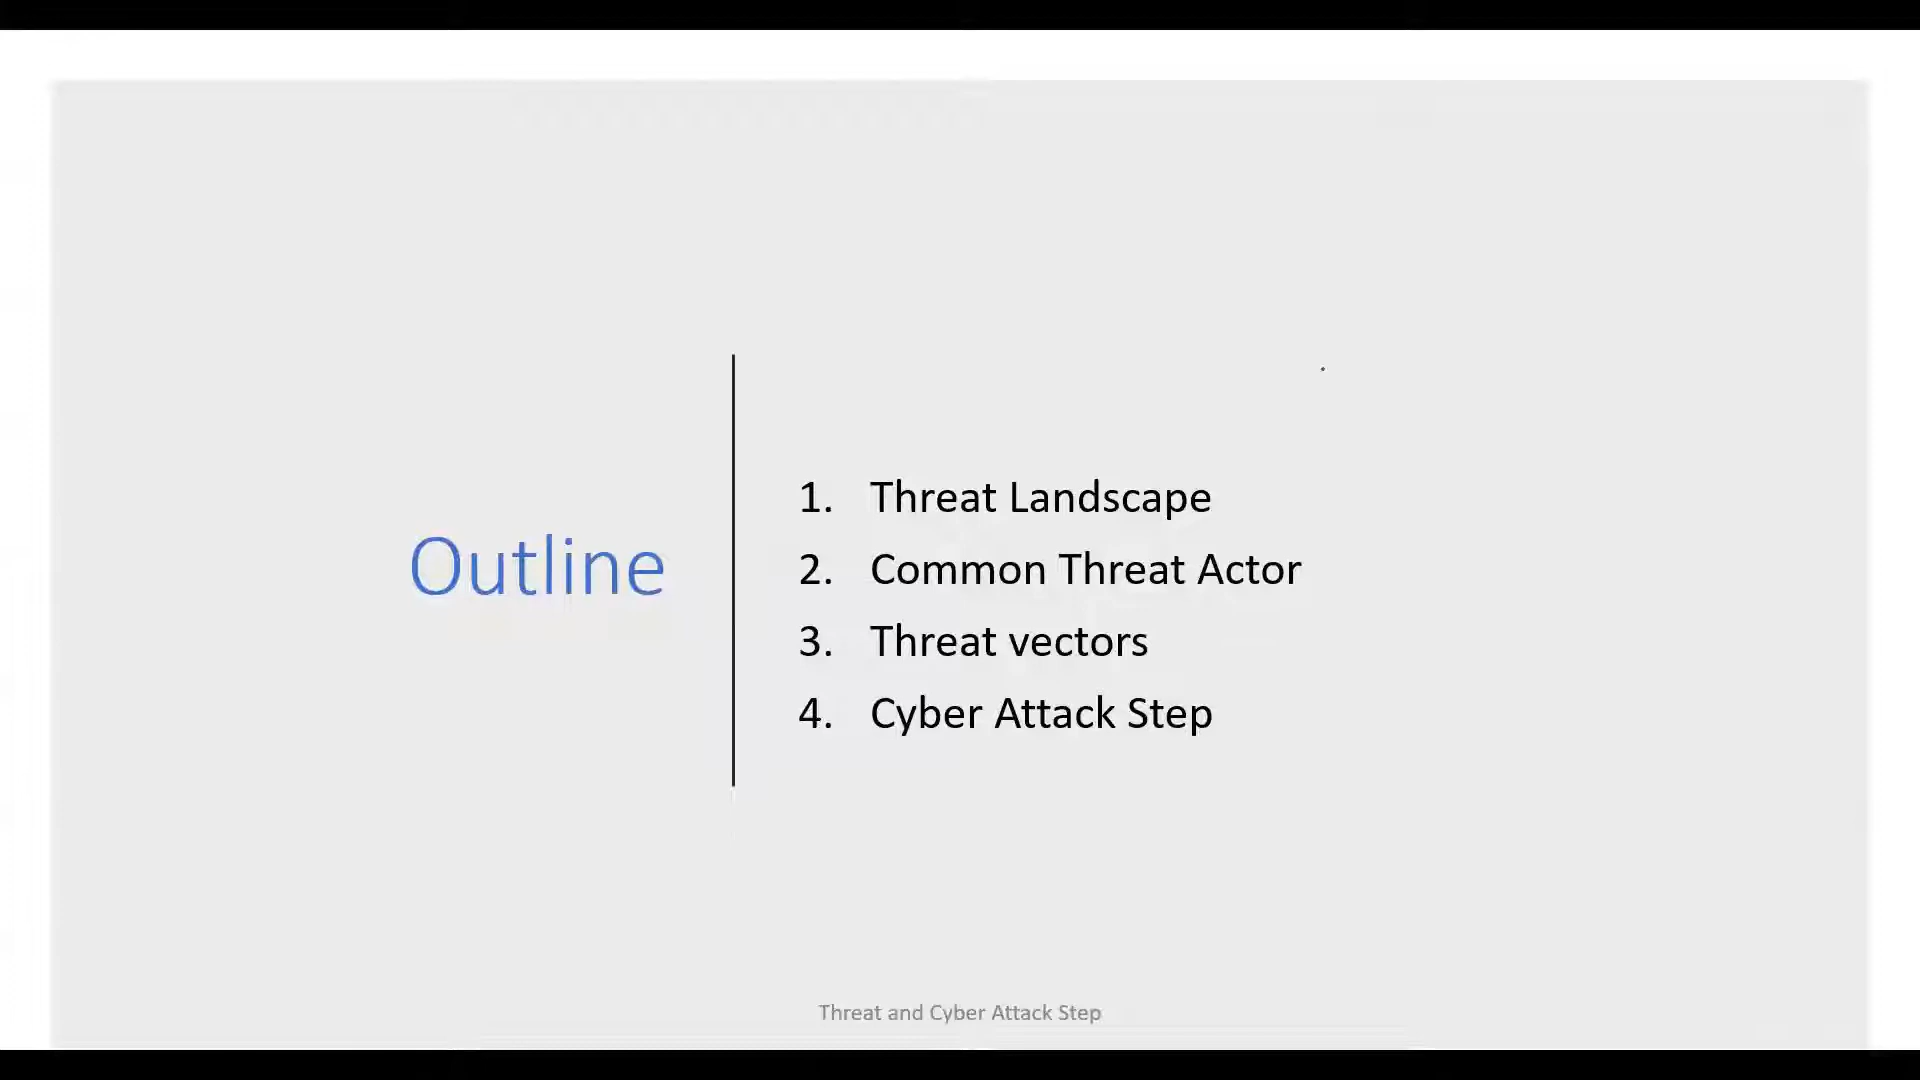 Outline
1. Threat Landscape
2. Common Threat Actor
3. Threat vectors
4. Cyber Attack Step
Threat and Cyber Attack Step